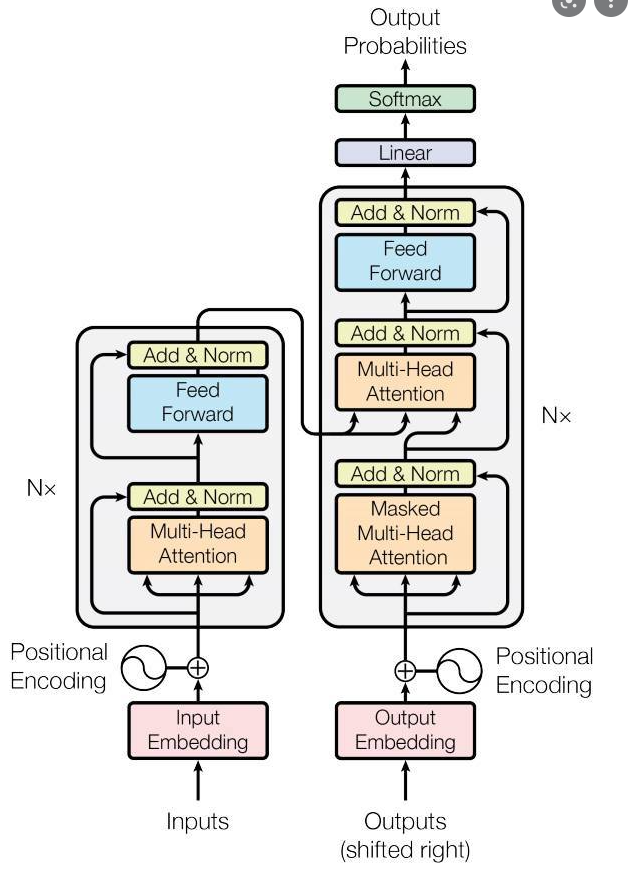 Output
Probabilities
Softmax
Linear
Add & Norm
Feed
Forward
Add & Norm
Multi-Head
Attention
Add & Norm
Masked
Multi-Head
Attention
N×
Add & Norm
Feed
Forward
Add & Norm
Multi-Head
Attention
N×
Positional
Encoding
Positional
Encoding
Input
Embedding
Output
Embedding
Inputs
Outputs
(shifted right)